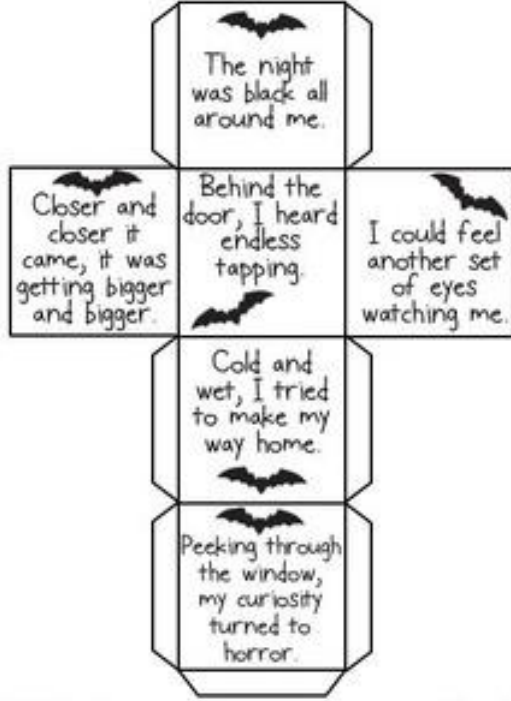 The night
was black all
around me.
Closer and
closer it
came, it was
getting bigger
and bigger.
Behind the
door, I heard
endless
tapping.
I could feel
another set
of eyes
watching me.
Cold and
wet, I tried
to make my
way home.
Peeking through
the window,
my curiosity
turned to
horror.